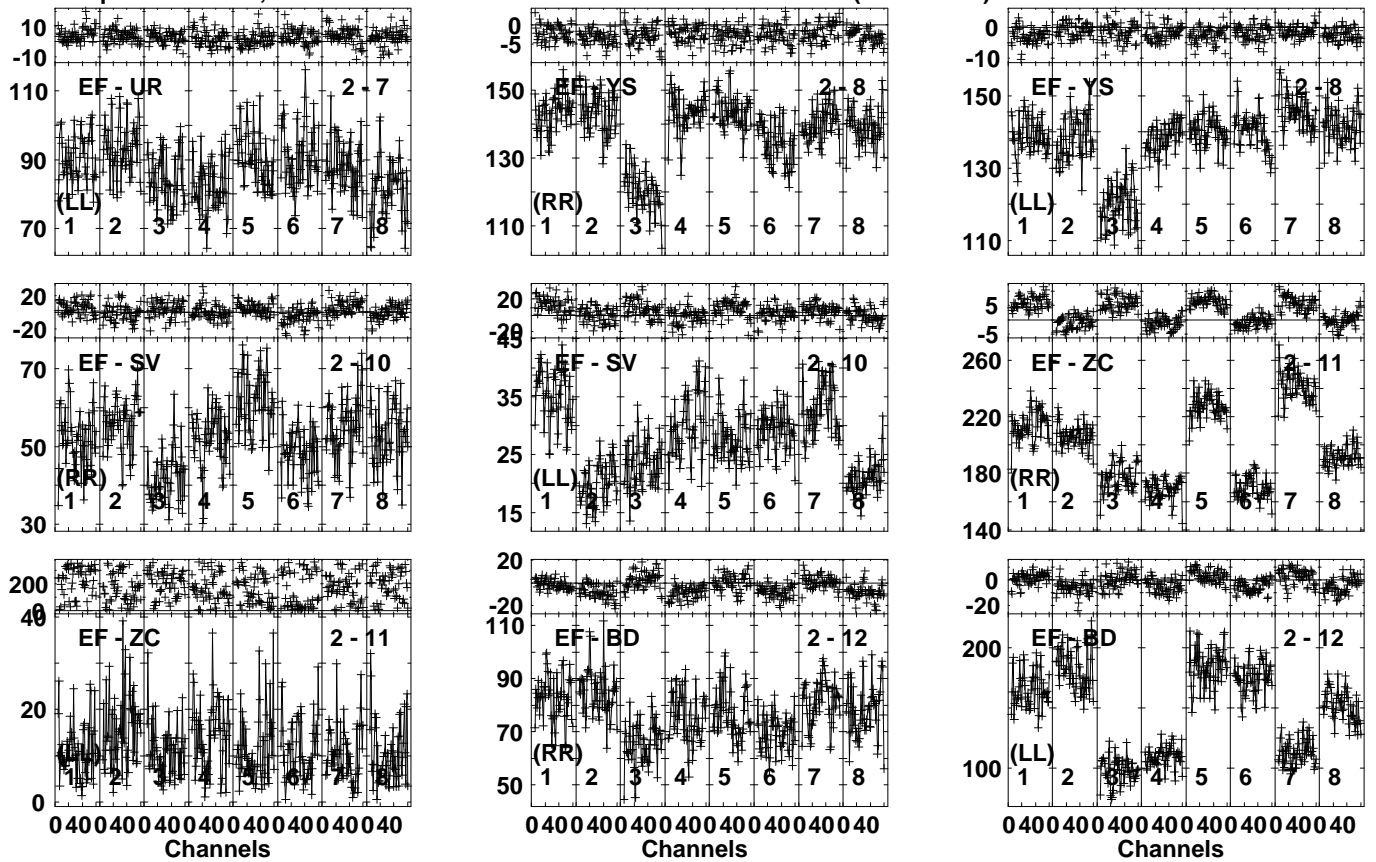 10 0 0
-10 -5 -10
110 EF - UR 2 - 7 150 EF - YS 2 - 8 150 EF - YS 2 - 8
90 130 130
(LL) (RR) (LL)
70 1 2 3 4 5 6 7 8 110 1 2 3 4 5 6 7 8 110 1 2 3 4 5 6 7 8
20 20 5
-20 -20 -5
70 EF - SV 2 - 10 45 EF - SV 2 - 10 260 EF - ZC 2 - 11
50 35 220
(RR) 25 (LL) 180 (RR)
30 1 2 3 4 5 6 7 8 15 1 2 3 4 5 6 7 8 140 1 2 3 4 5 6 7 8
200 20 0
0 -20 -20
40 EF - ZC 2 - 11 110 EF - BD 2 - 12 200 EF - BD 2 - 12
20 90
(LL) 70 (RR) (LL)
0 1 2 3 4 5 6 7 8 50 1 2 3 4 5 6 7 8 100 1 2 3 4 5 6 7 8
0 40 0 40 0 40 0 40 0 40 0 40 0 40 0 40 0 40 0 40 0 40 0 40 0 40 0 40 0 40 0 40 0 40 0 40 0 40 0 40 0 40 0 40 0 40 0 40
Channels Channels Channels